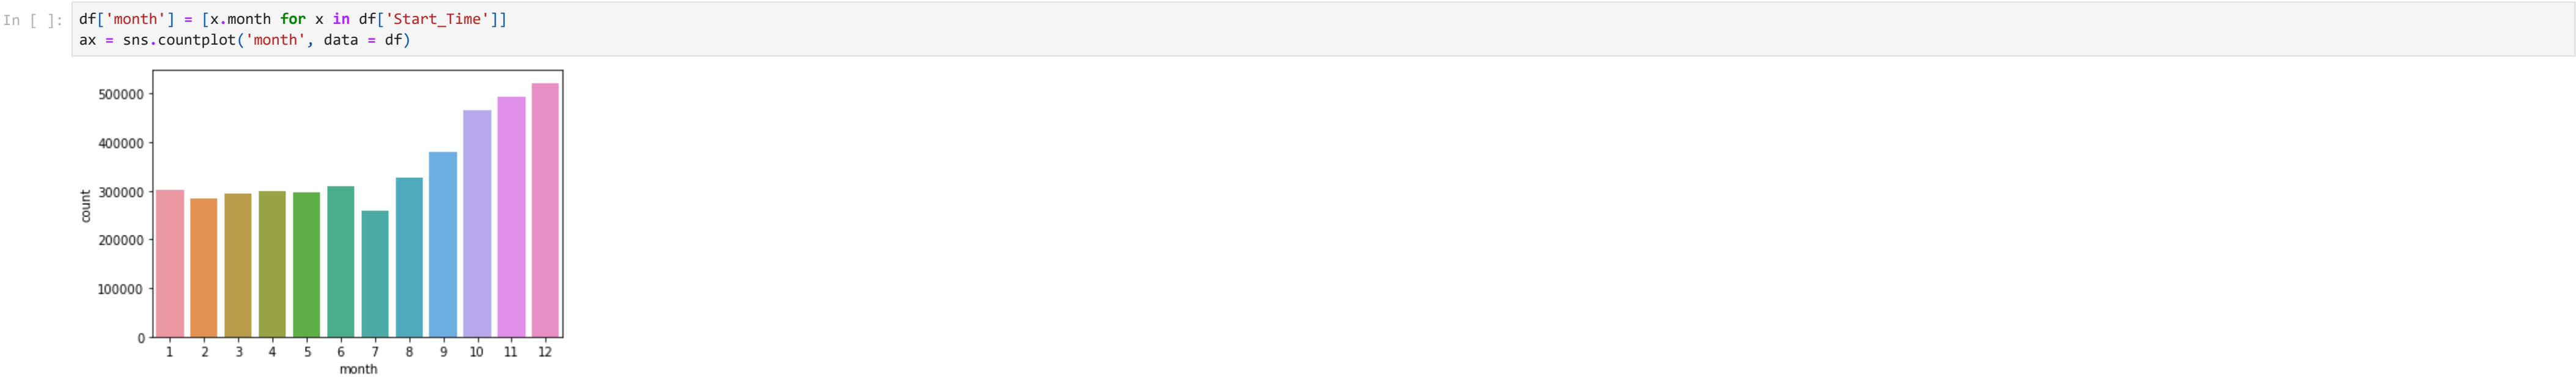 In [ ]: df['month'] = [x.month for x in df['Start_Time']]
ax = sns.countplot('month', data = df)
500000
400000
300000
200000
100000
0
count
1 2 3 4 5 6 7 8 9 10 11 12
month